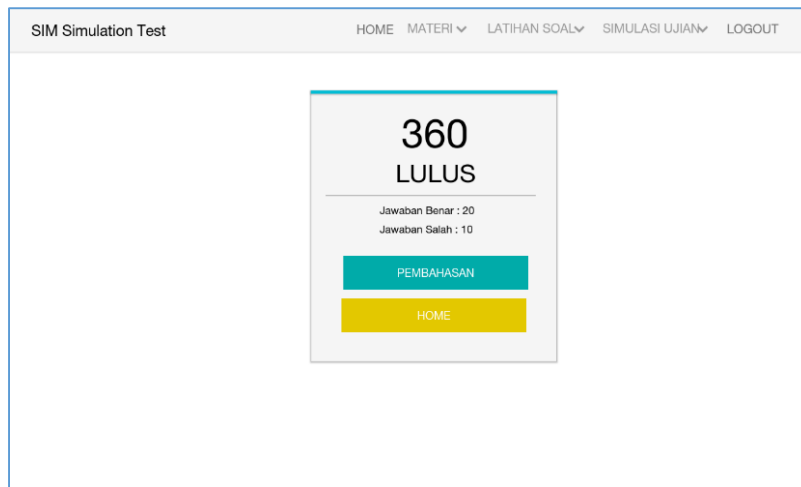 SIM Simulation Test HOME MATERI LATIHAN SOAL SIMULASI UJIAN LOGOUT
360
LULUS
Jawaban Benar : 20
Jawaban Salah : 10
PEMBAHASAN
HOME